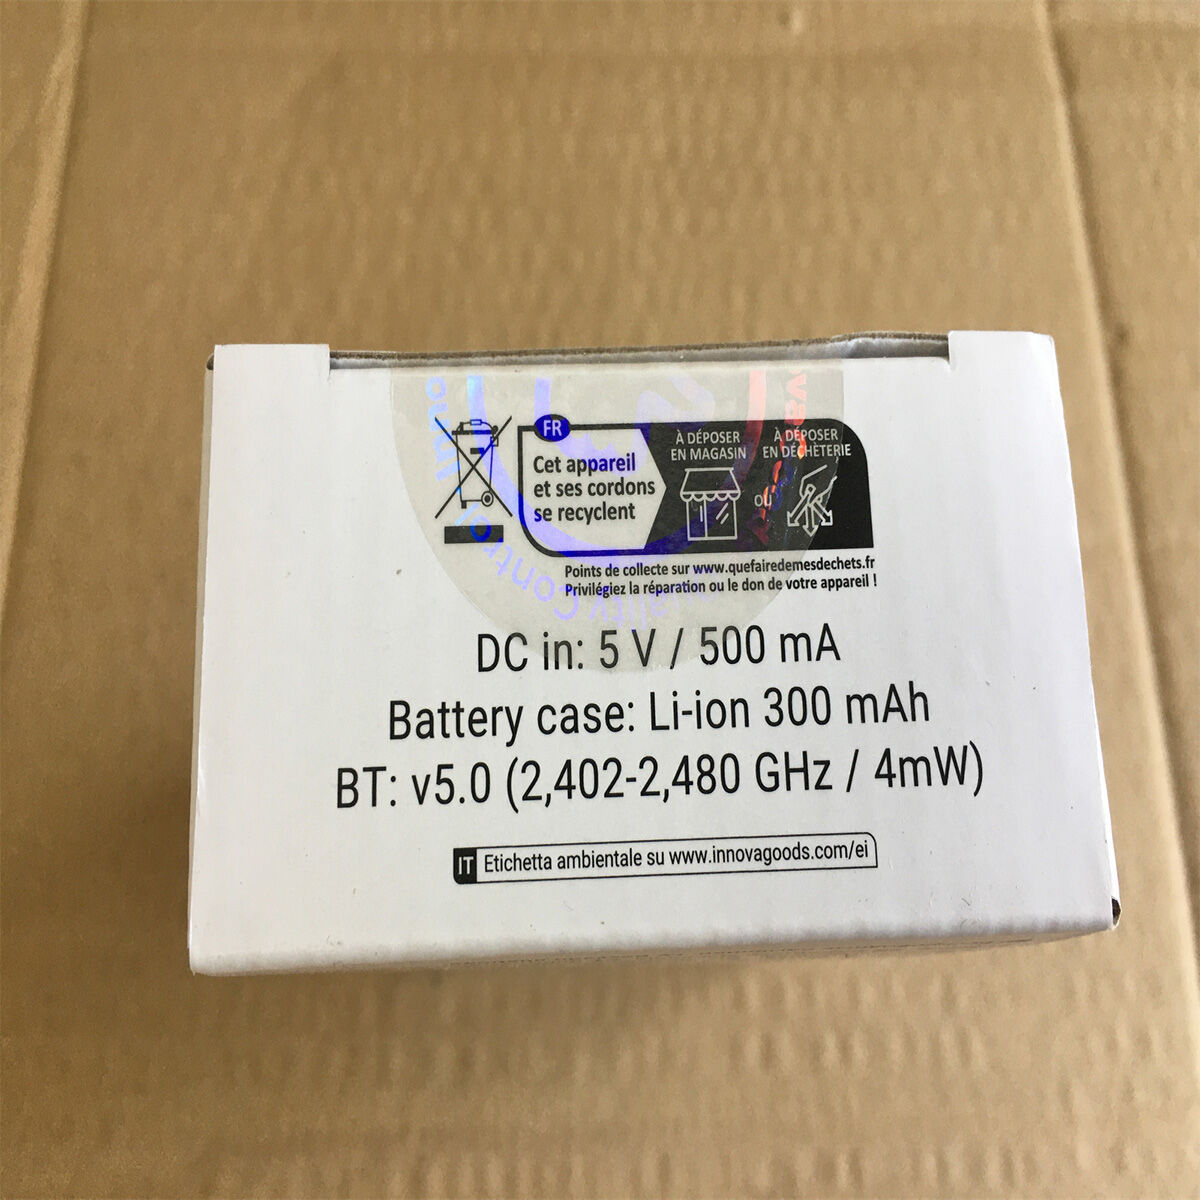 FR
Cet appareil
et ses cordons
se recyclent
À DÉPOSER
EN MAGASIN
ou
À DÉPOSER
EN DÉCHÈTERIE
Points de collecte sur www.quefairedemesdechets.fr
Privilégiez la réparation ou le don de votre appareil !
Quality Control
DC in: 5 V / 500 mA
Battery case: Li-ion 300 mAh
BT: v5.0 (2,402-2,480 GHz / 4mW)
IT Etichetta ambientale su www.innovagoods.com/ei